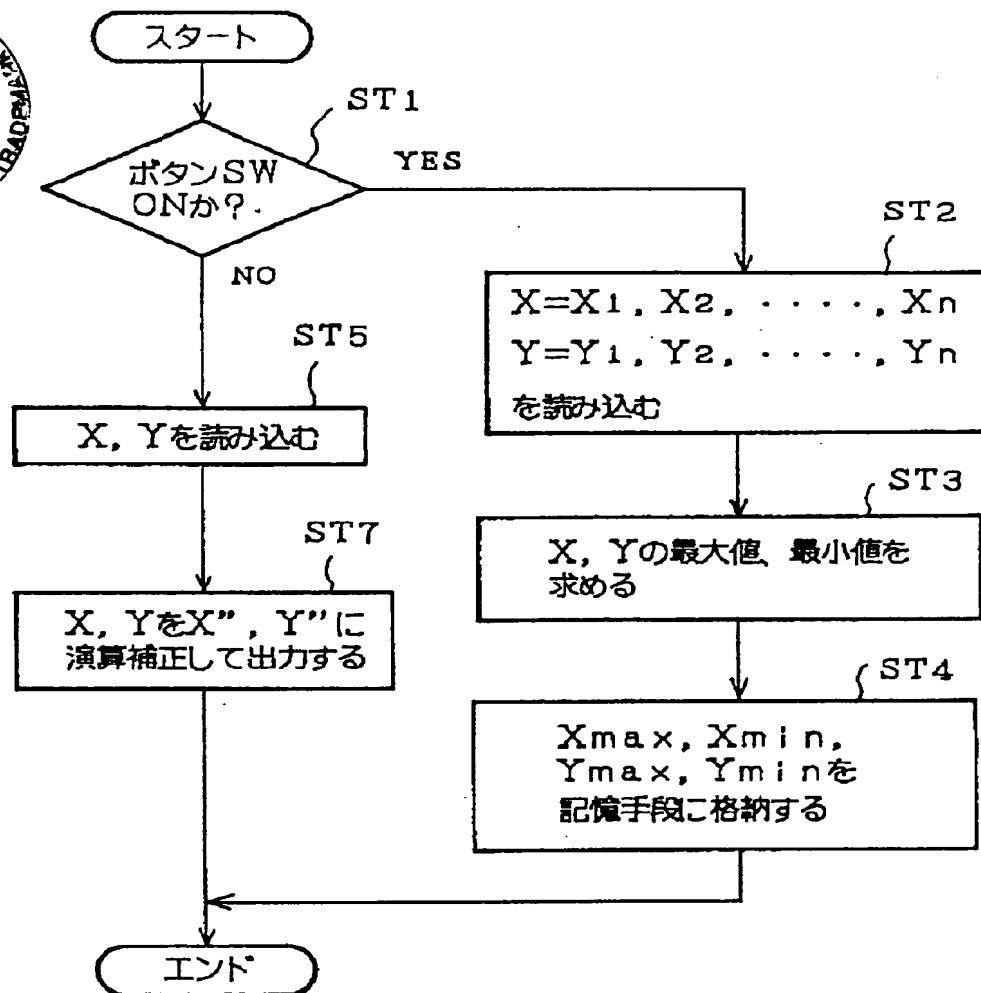 スタート
ST1
ボタンSW
ONか?
YES
NO
ST2
X=X1, X2, ・・・・, Xn
Y=Y1, Y2, ・・・・, Yn
を読み込む
ST5
X, Yを読み込む
ST3
X, Yの最大値、最小値を
求める
ST7
X, YをX”, Y”に
演算補正して出力する
ST4
Xmax, Xmin,
Ymax, Yminを
記憶手段に格納する
エンド